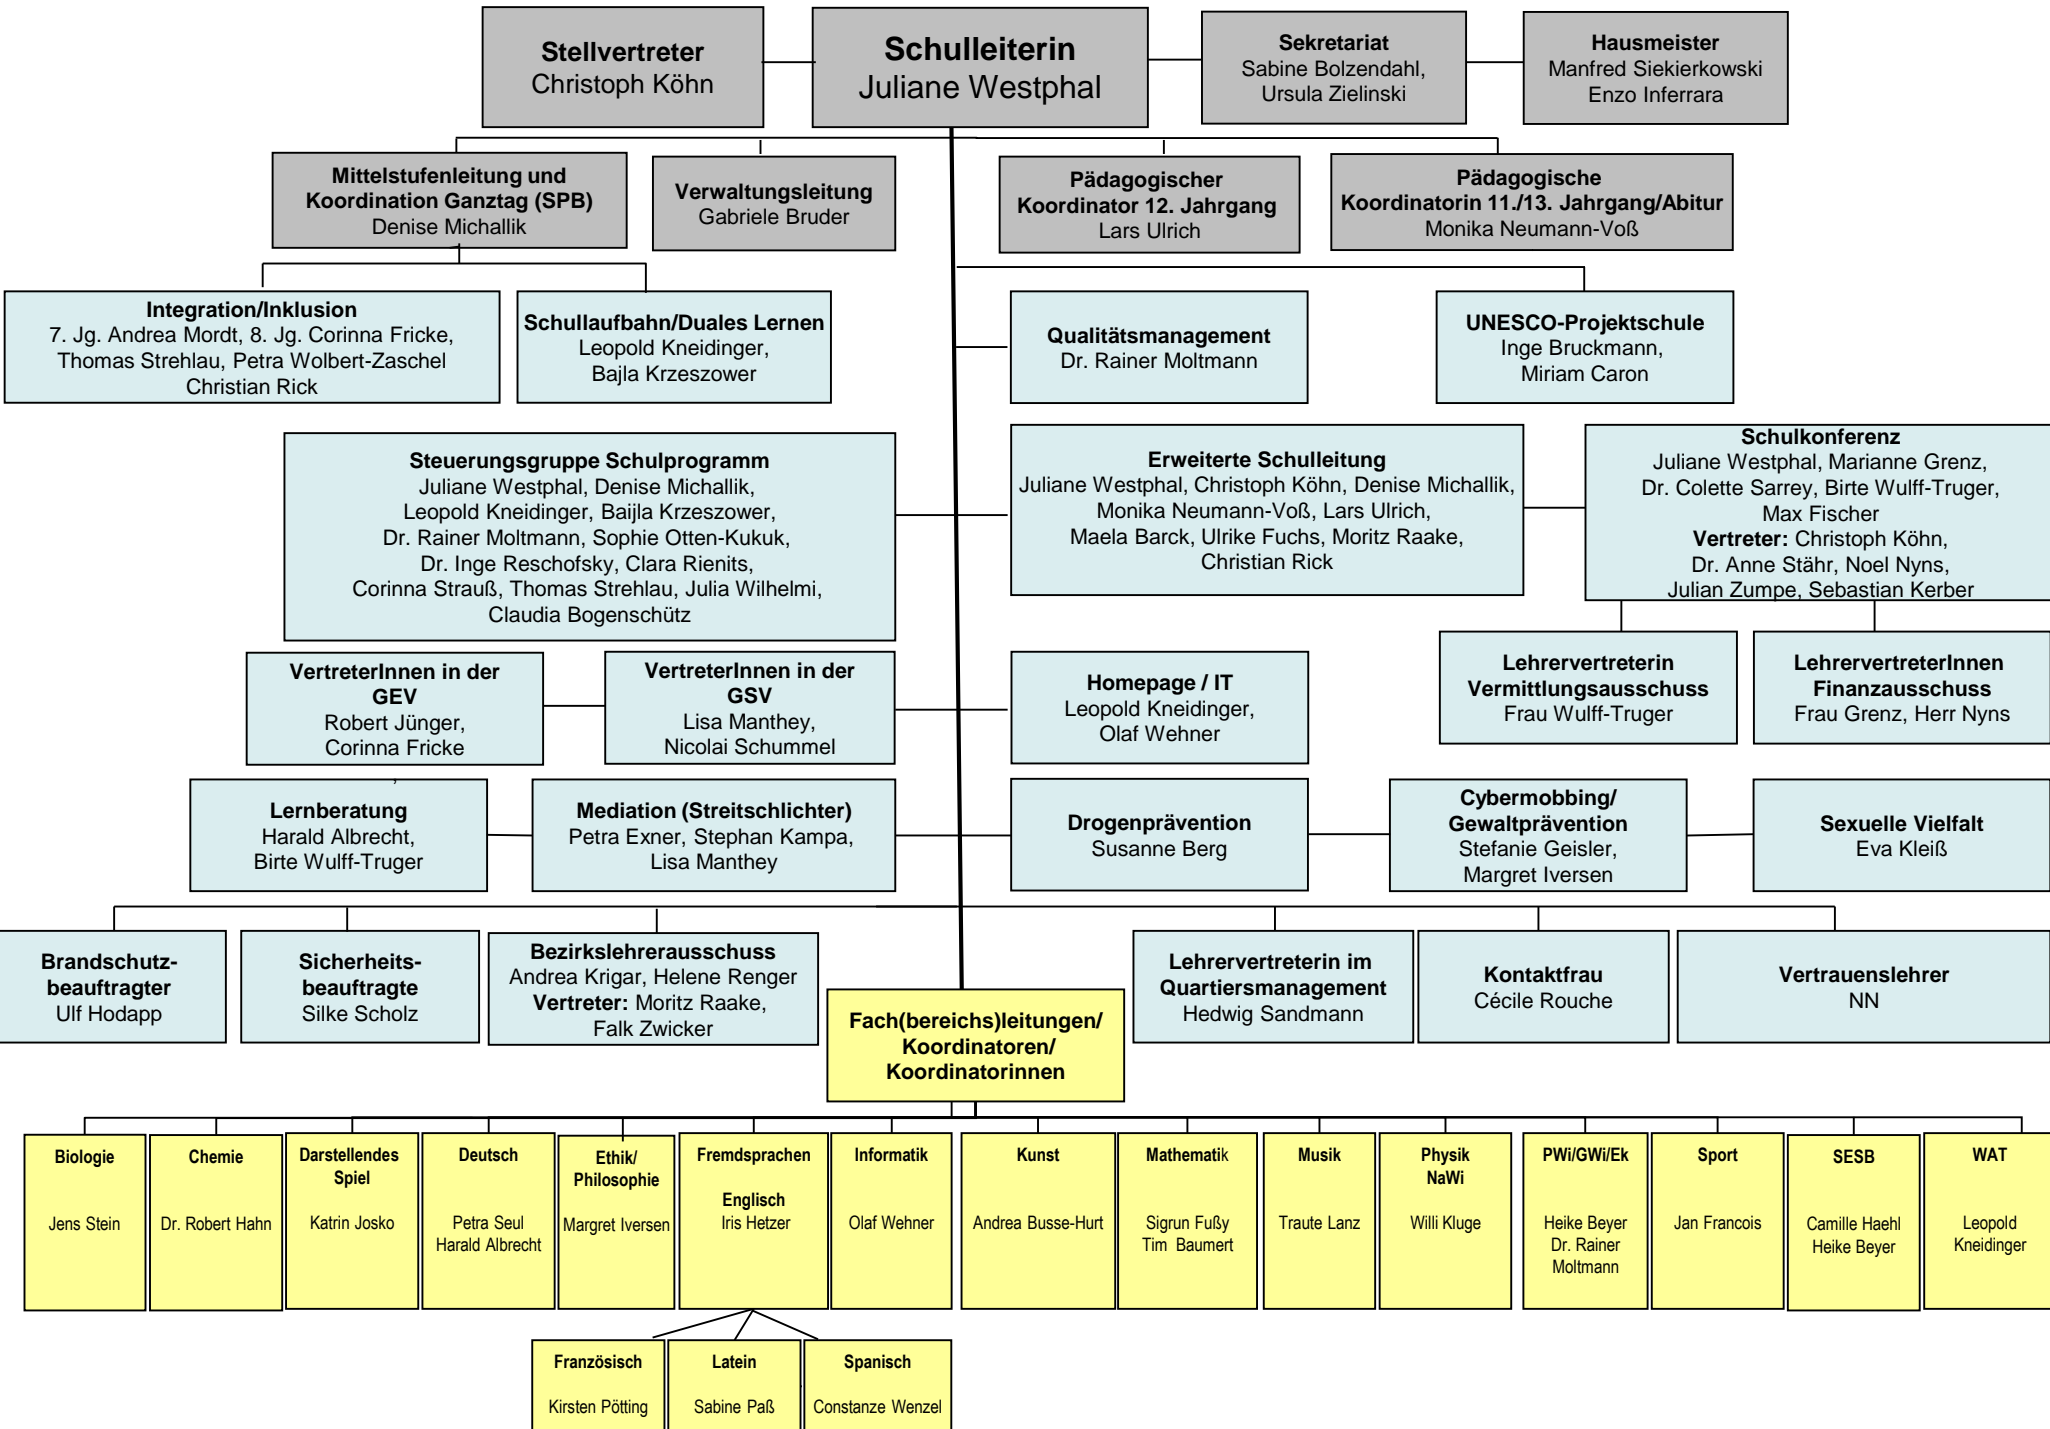 Stellvertreter
Christoph Köhn
Schulleiterin
Juliane Westphal
Sekretariat
Sabine Bolzendahl,
Ursula Zielinski
Hausmeister
Manfred Siekierkowski
Enzo Inferrara
Mittelstufenleitung und
Koordination Ganztag (SPB)
Denise Michallik
Verwaltungsleitung
Gabriele Bruder
Pädagogischer
Koordinator 12. Jahrgang
Lars Ulrich
Pädagogische
Koordinatorin 11./13. Jahrgang/Abitur
Monika Neumann-Voß
Integration/Inklusion
7. Jg. Andrea Mordt, 8. Jg. Corinna Fricke,
Thomas Strehlau, Petra Wolbert-Zaschel
Christian Rick
Schullaufbahn/Duales Lernen
Leopold Kneidinger,
Bajla Krzeszower
Qualitätsmanagement
Dr. Rainer Moltmann
UNESCO-Projektschule
Inge Bruckmann,
Miriam Caron
Steuerungsgruppe Schulprogramm
Juliane Westphal, Denise Michallik,
Leopold Kneidinger, Baijla Krzeszower,
Dr. Rainer Moltmann, Sophie Otten-Kukuk,
Dr. Inge Reschofsky, Clara Rienits,
Corinna Strauß, Thomas Strehlau, Julia Wilhelmi,
Claudia Bogenschütz
Erweiterte Schulleitung
Juliane Westphal, Christoph Köhn, Denise Michallik,
Monika Neumann-Voß, Lars Ulrich,
Maela Barck, Ulrike Fuchs, Moritz Raake,
Christian Rick
Schulkonferenz
Juliane Westphal, Marianne Grenz,
Dr. Colette Sarrey, Birte Wulff-Truger,
Max Fischer
Vertreter: Christoph Köhn,
Dr. Anne Stähr, Noel Nyns,
Julian Zumpe, Sebastian Kerber
VertreterInnen in der
GEV
Robert Jünger,
Corinna Fricke
VertreterInnen in der
GSV
Lisa Manthey,
Nicolai Schummel
Homepage / IT
Leopold Kneidinger,
Olaf Wehner
Lehrervertreterin
Vermittlungsausschuss
Frau Wulff-Truger
LehrervertreterInnen
Finanzausschuss
Frau Grenz, Herr Nyns
,
Lernberatung
Harald Albrecht,
Birte Wulff-Truger
Mediation (Streitschlichter)
Petra Exner, Stephan Kampa,
Lisa Manthey
Drogenprävention
Susanne Berg
Cybermobbing/
Gewaltprävention
Stefanie Geisler,
Margret Iversen
Sexuelle Vielfalt
Eva Kleiß
Brandschutz-
beauftragter
Ulf Hodapp
Sicherheits-
beauftragte
Silke Scholz
Bezirkslehrerausschuss
Andrea Krigar, Helene Renger
Vertreter: Moritz Raake,
Falk Zwicker
Lehrervertreterin im
Quartiersmanagement
Hedwig Sandmann
Kontaktfrau
Cécile Rouche
Vertrauenslehrer
NN
Fach(bereichs)leitungen/
Koordinatoren/
Koordinatorinnen
Biologie
Jens Stein
Chemie
Dr. Robert Hahn
Darstellendes
Spiel
Katrin Josko
Deutsch
Petra Seul
Harald Albrecht
Ethik/
Philosophie
Margret Iversen
Fremdsprachen
Englisch
Iris Hetzer
Informatik
Olaf Wehner
Kunst
Andrea Busse-Hurt
Mathematik
Sigrun Fußy
Tim Baumert
Musik
Traute Lanz
Physik
NaWi
Willi Kluge
PWi/GWi/Ek
Heike Beyer
Dr. Rainer
Moltmann
Sport
Jan Francois
SESB
Camille Haehl
Heike Beyer
WAT
Leopold
Kneidinger
Französisch
Kirsten Pötting
Latein
Sabine Paß
Spanisch
Constanze Wenzel